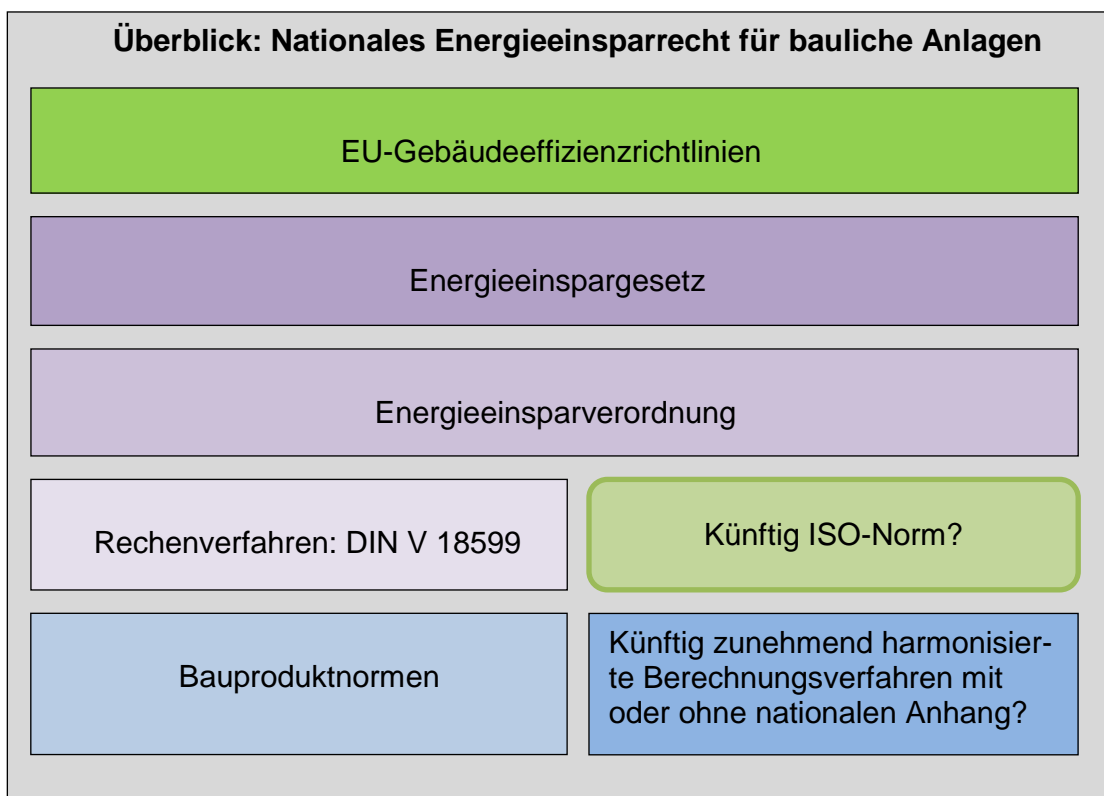 Überblick: Nationales Energieeinsparrecht für bauliche Anlagen
EU-Gebäudeeffizienzrichtlinien
Energieeinspargesetz
Energieeinsparverordnung
Rechenverfahren: DIN V 18599
Künftig ISO-Norm?
Bauproduktnormen
Künftig zunehmend harmonisier-
te Berechnungsverfahren mit
oder ohne nationalen Anhang?